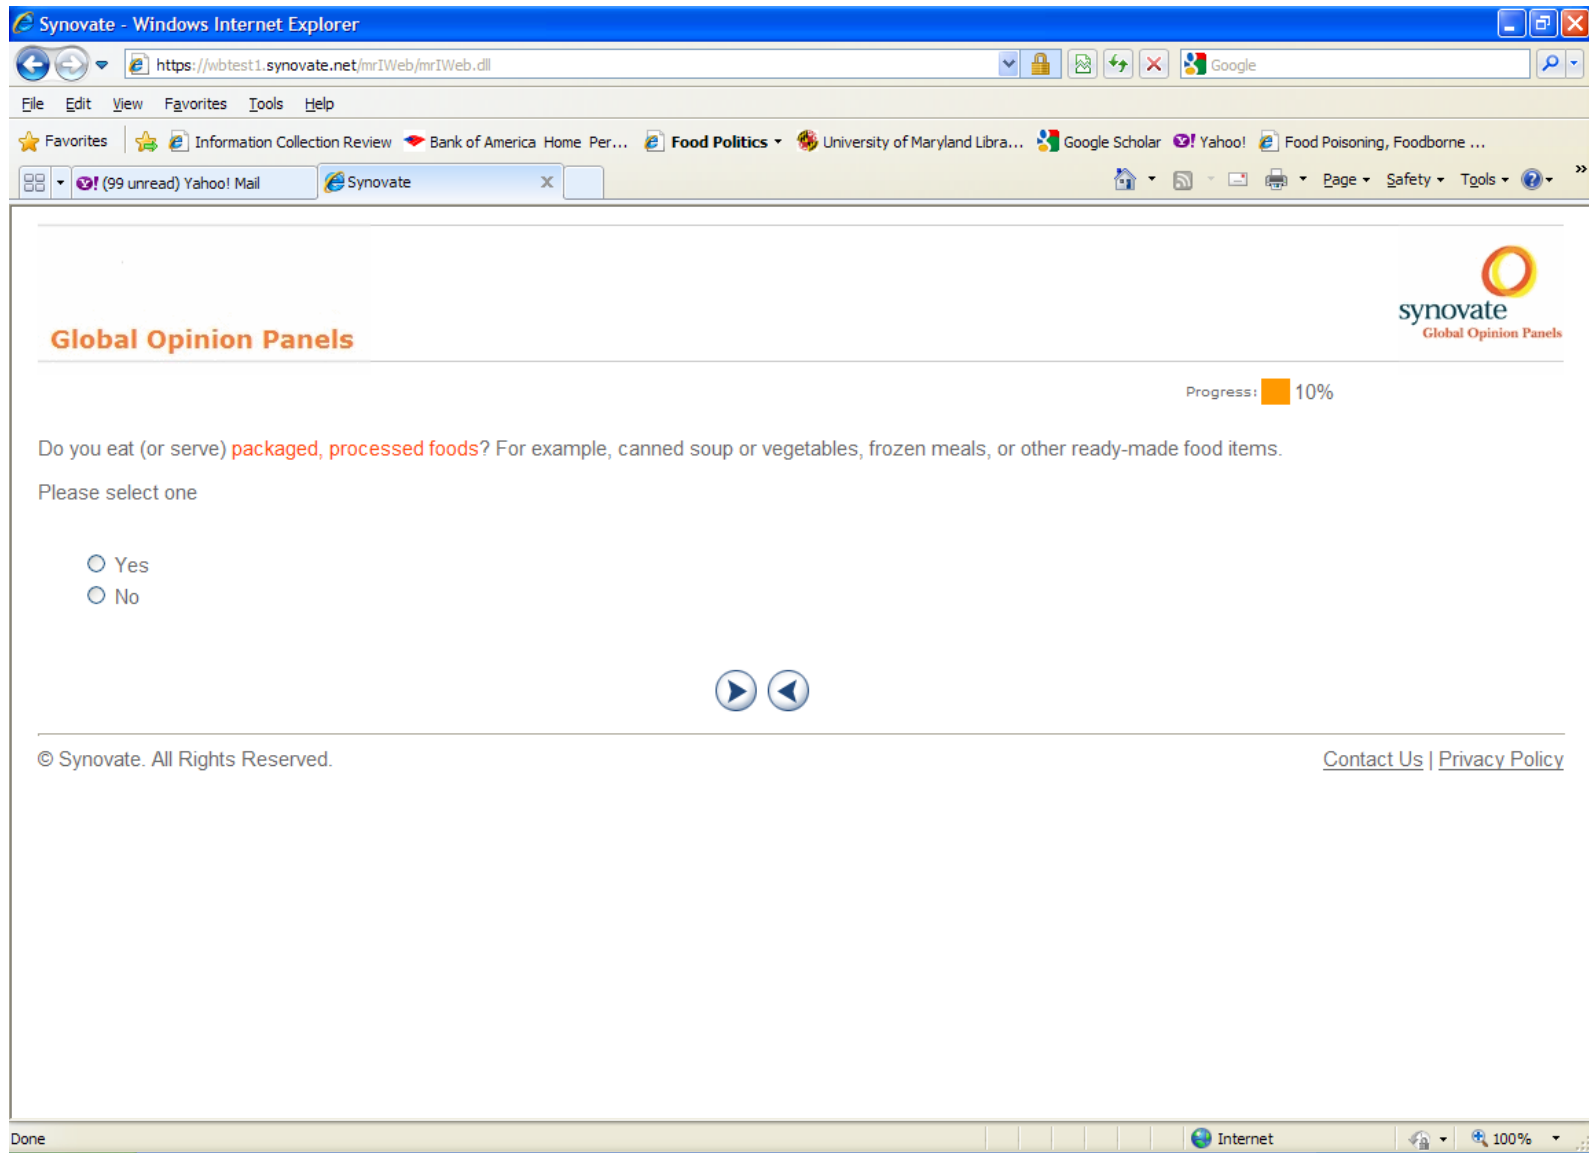 Synovate - Windows Internet Explorer
https://wbtest1.synovate.net/mrIWeb/mrIWeb.dll Google
File Edit View Favorites Tools Help
Favorites Information Collection Review Bank of America Home Per... Food Politics University of Maryland Libra... Google Scholar Yahoo! Food Poisoning, Foodborne ...
(99 unread) Yahoo! Mail Synovate Page Safety Tools »
synovate
Global Opinion Panels
Global Opinion Panels
Progress: 10%
Do you eat (or serve) packaged, processed foods? For example, canned soup or vegetables, frozen meals, or other ready-made food items.
Please select one
Yes
No
© Synovate. All Rights Reserved. Contact Us | Privacy Policy
Done Internet 100%